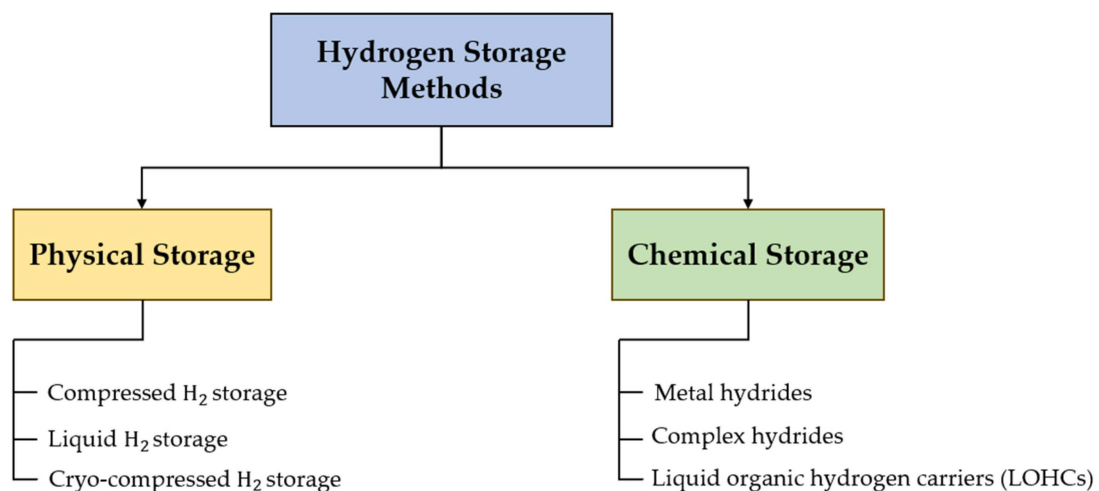 Hydrogen Storage
Methods
Physical Storage
Chemical Storage
Compressed H₂ storage
Liquid H₂ storage
Cryo-compressed H₂ storage
Metal hydrides
Complex hydrides
Liquid organic hydrogen carriers (LOHCs)